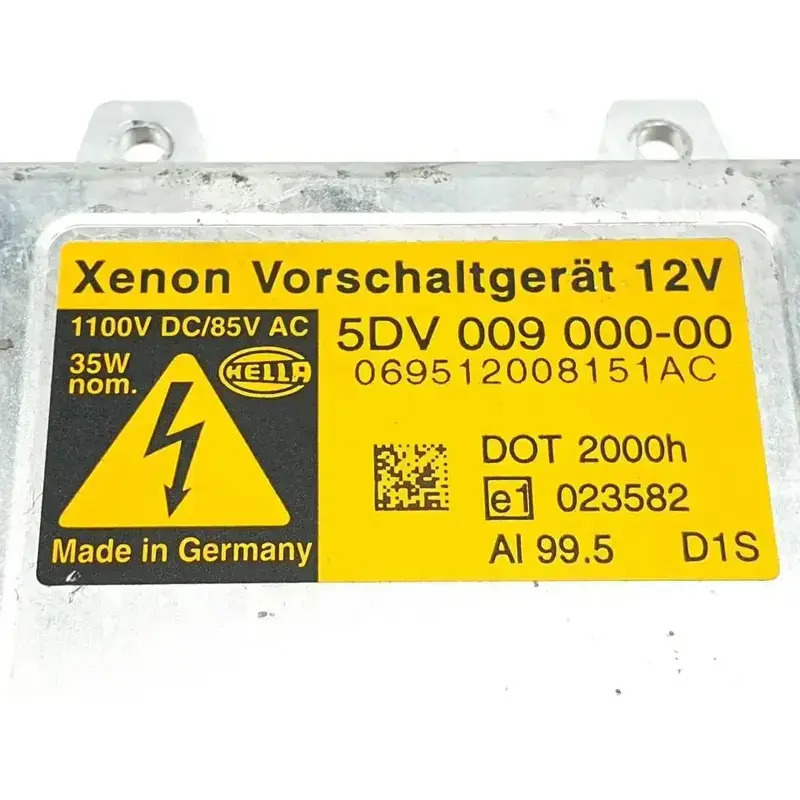 Xenon Vorschaltgerät 12V
1100V DC/85V AC
35W
nom.
HELLA
Made in Germany
5DV 009 000-00
069512008151AC
DOT 2000h
e1 023582
Al 99.5 D1S